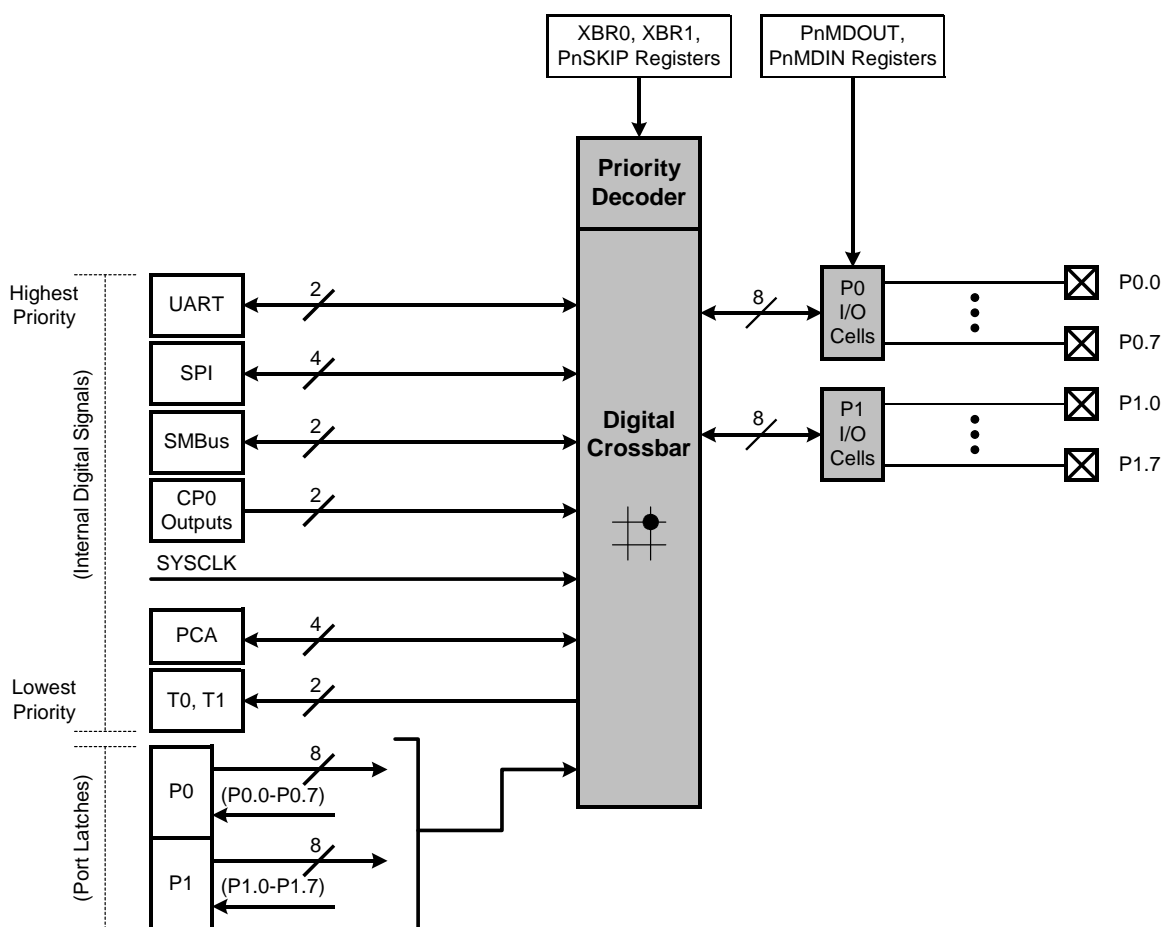 XBR0, XBR1,
PnSKIP Registers
PnMDOUT,
PnMDIN Registers
Priority
Decoder
Highest
Priority
(Internal Digital Signals)
UART
2
SPI
4
SMBus
2
CP0
Outputs
2
SYSCLK
PCA
4
Lowest
Priority
T0, T1
2
(Port Latches)
P0
8
(P0.0-P0.7)
P1
8
(P1.0-P1.7)
Digital
Crossbar
8
P0
I/O
Cells
P0.0
P0.7
8
P1
I/O
Cells
P1.0
P1.7